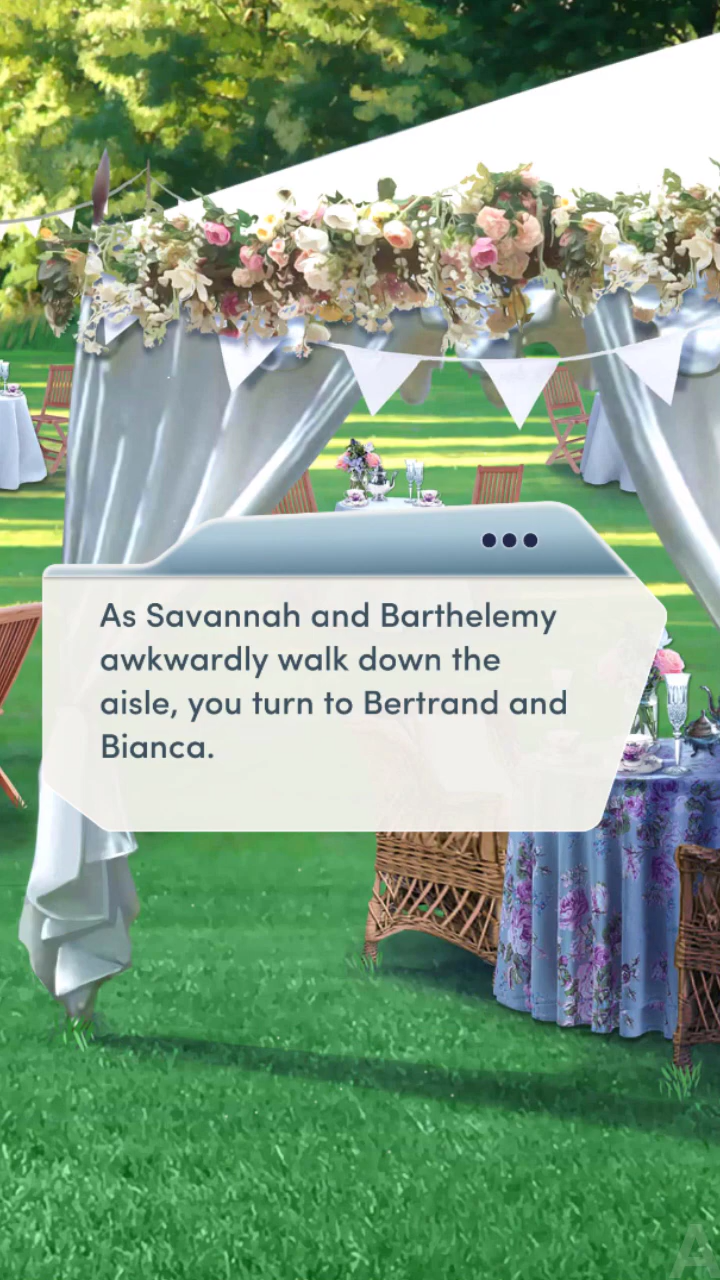 As Savannah and Barthelemy
awkwardly walk down the
aisle, you turn to Bertrand and
Bianca.
A